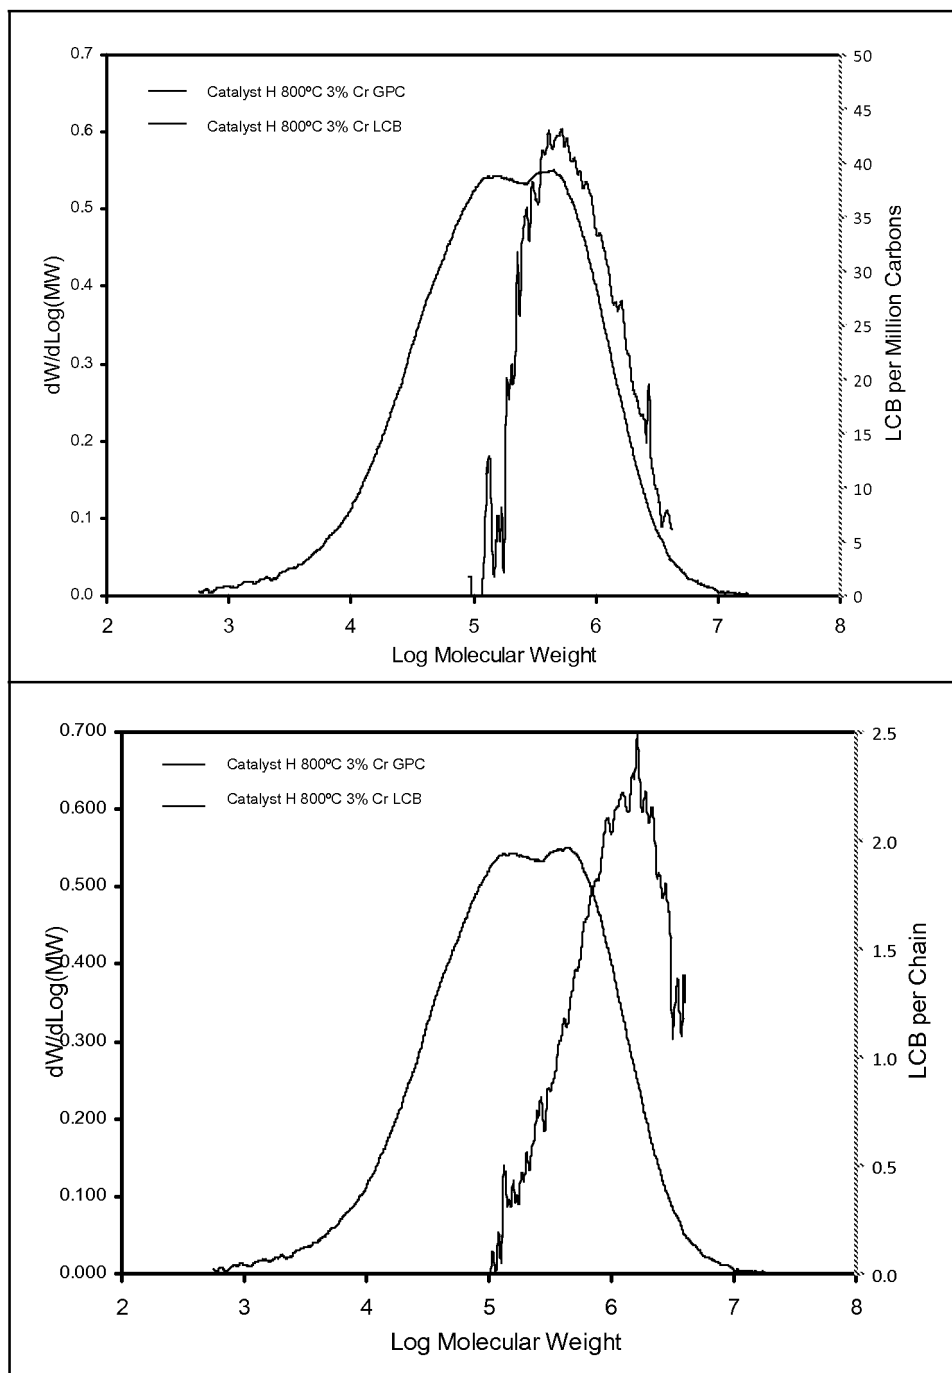 0.7
0.6
0.5
0.4
0.3
0.2
0.1
0.0
dW/dLog(MW)
Catalyst H 800ºC 3% Cr GPC
Catalyst H 800ºC 3% Cr LCB
50
45
40
35
30
25
20
15
10
5
0
LCB per Million Carbons
2 3 4 5 6 7 8
Log Molecular Weight
0.700
0.600
0.500
0.400
0.300
0.200
0.100
0.000
dW/dLog(MW)
Catalyst H 800ºC 3% Cr GPC
Catalyst H 800ºC 3% Cr LCB
2.5
2.0
1.5
1.0
0.5
0.0
LCB per Chain
2 3 4 5 6 7 8
Log Molecular Weight